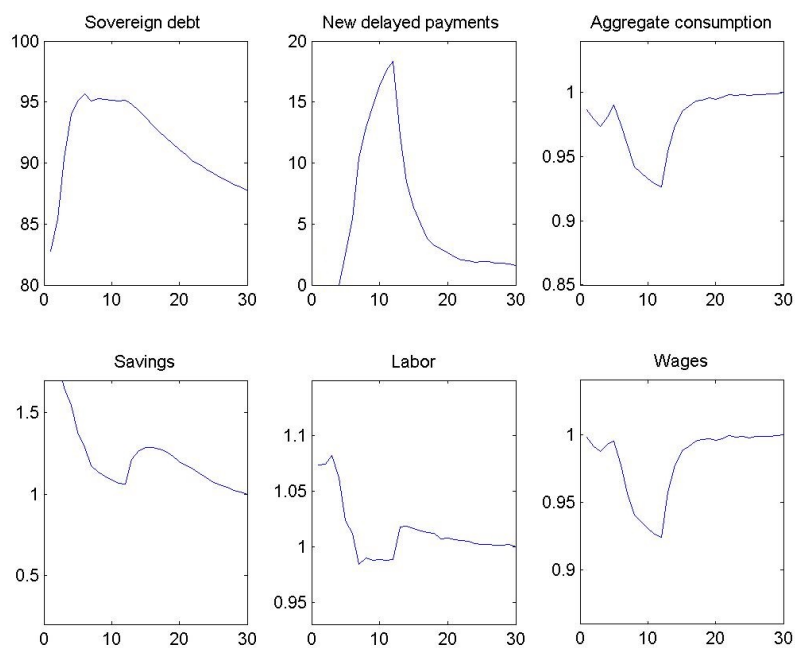 Sovereign debt
100
95
90
85
80
0 10 20 30
New delayed payments
20
15
10
5
0
0 10 20 30
Aggregate consumption
1
0.95
0.9
0.85
0 10 20 30
Savings
1.5
1
0.5
0 10 20 30
Labor
1.1
1.05
1
0.95
0 10 20 30
Wages
1
0.95
0.9
0 10 20 30